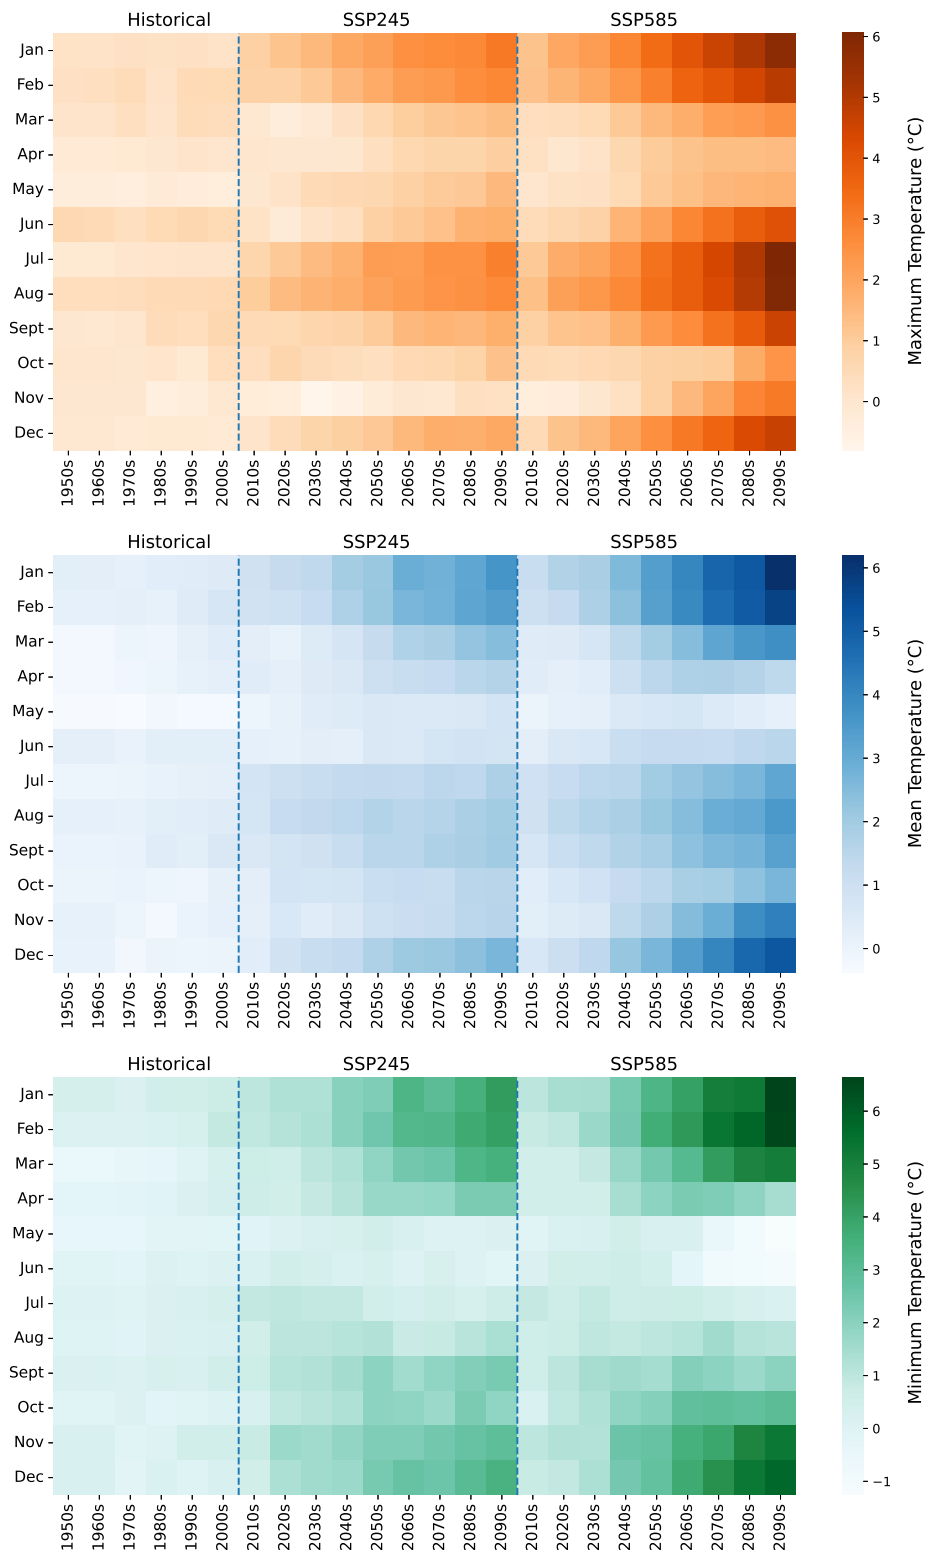 Historical SSP245 SSP585
Jan
Feb
Mar
Apr
May
Jun
Jul
Aug
Sept
Oct
Nov
Dec
6
5
4
3
2
1
0
Maximum Temperature (°C)
1950s 1960s 1970s 1980s 1990s 2000s 2010s 2020s 2030s 2040s 2050s 2060s 2070s 2080s 2090s 2010s 2020s 2030s 2040s 2050s 2060s 2070s 2080s 2090s
Historical SSP245 SSP585
Jan
Feb
Mar
Apr
May
Jun
Jul
Aug
Sept
Oct
Nov
Dec
6
5
4
3
2
1
0
Mean Temperature (°C)
1950s 1960s 1970s 1980s 1990s 2000s 2010s 2020s 2030s 2040s 2050s 2060s 2070s 2080s 2090s 2010s 2020s 2030s 2040s 2050s 2060s 2070s 2080s 2090s
Historical SSP245 SSP585
Jan
Feb
Mar
Apr
May
Jun
Jul
Aug
Sept
Oct
Nov
Dec
6
5
4
3
2
1
0
−1
Minimum Temperature (°C)
1950s 1960s 1970s 1980s 1990s 2000s 2010s 2020s 2030s 2040s 2050s 2060s 2070s 2080s 2090s 2010s 2020s 2030s 2040s 2050s 2060s 2070s 2080s 2090s